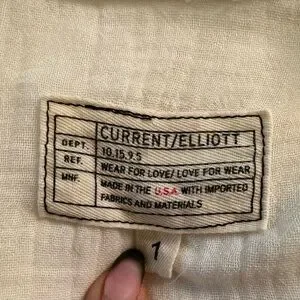 CURRENT/ELLIOTT
DEPT. 10.15.9.5
REF. WEAR FOR LOVE/ LOVE FOR WEAR
MNF. MADE IN THE U.S.A WITH IMPORTED
FABRICS AND MATERIALS
1